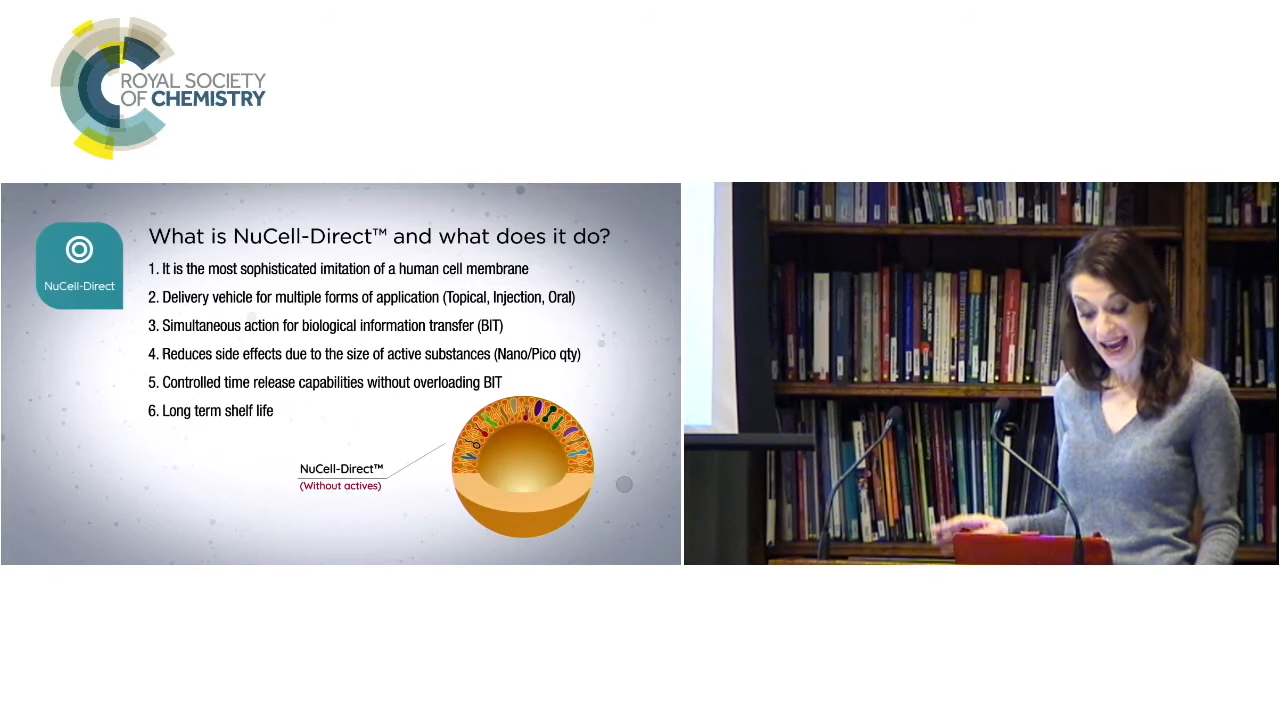 ROYAL SOCIETY
OF CHEMISTRY
What is NuCell-Direct™ and what does it do?
NuCell-Direct
1. It is the most sophisticated imitation of a human cell membrane
2. Delivery vehicle for multiple forms of application (Topical, Injection, Oral)
3. Simultaneous action for biological information transfer (BIT)
4. Reduces side effects due to the size of active substances (Nano/Pico qty)
5. Controlled time release capabilities without overloading BIT
6. Long term shelf life
NuCell-Direct™
(Without actives)